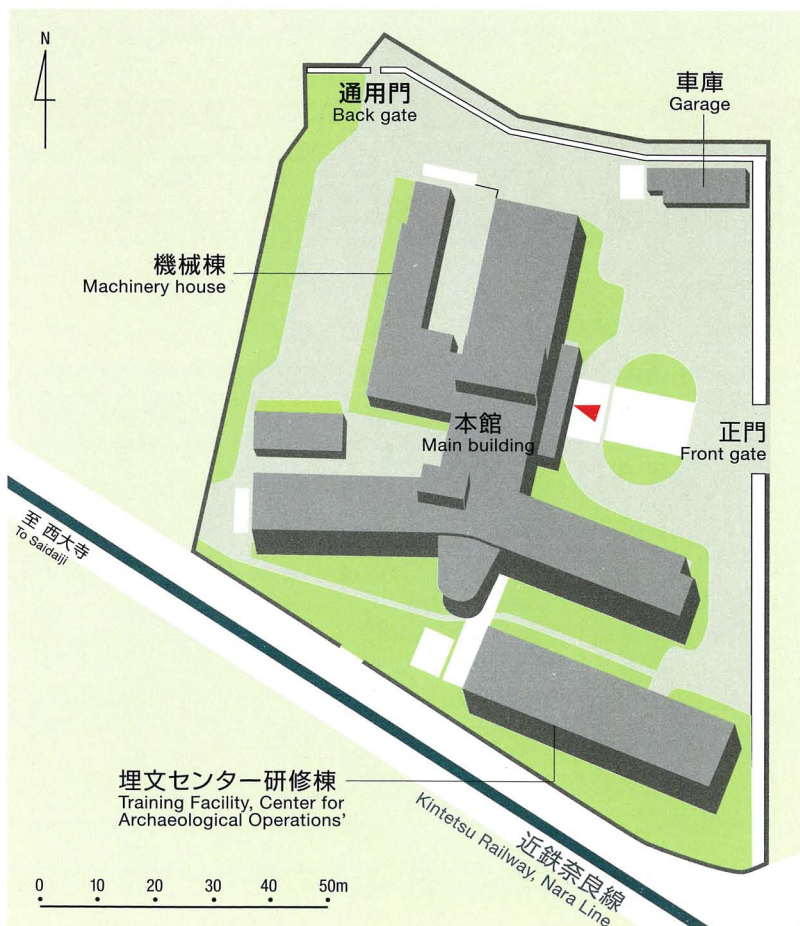 N
通用門
Back gate
車庫
Garage
機械棟
Machinery house
本館
Main building
正門
Front gate
至 西大寺
To Saidaiji
埋文センター研修棟
Training Facility, Center for
Archaeological Operations'
近鉄奈良線
Kintetsu Railway, Nara Line
0 10 20 30 40 50m